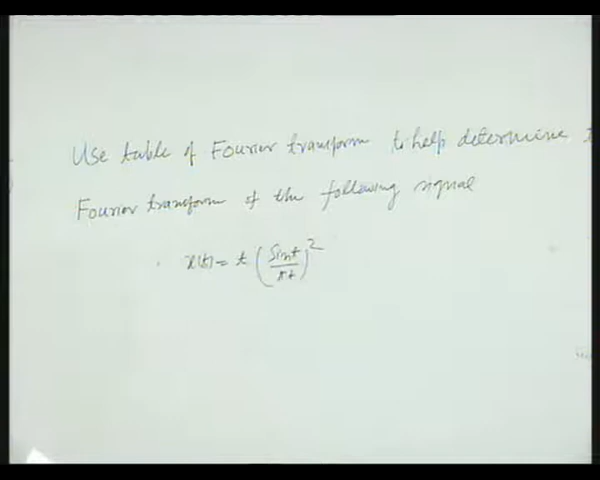 Use table of Fourier transform to help determine
Fourier transform of the following signal
x(t) = t (sin t / πt)²